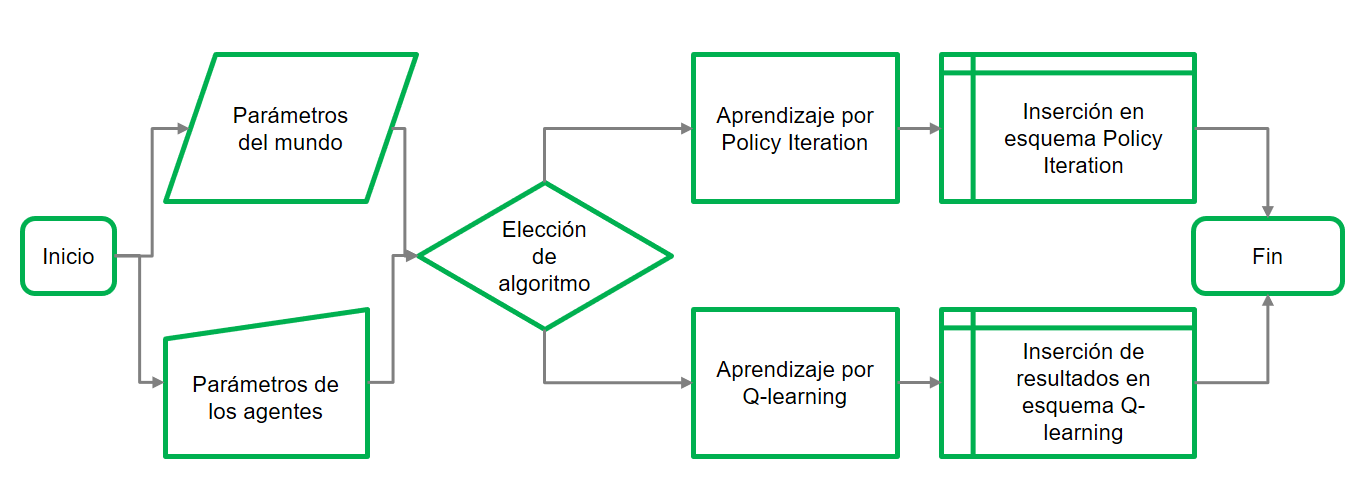 Inicio
Parámetros
del mundo
Parámetros de
los agentes
Elección
de
algoritmo
Aprendizaje por
Policy Iteration
Inserción en
esquema Policy
Iteration
Aprendizaje por
Q-learning
Inserción de
resultados en
esquema Q-
learning
Fin